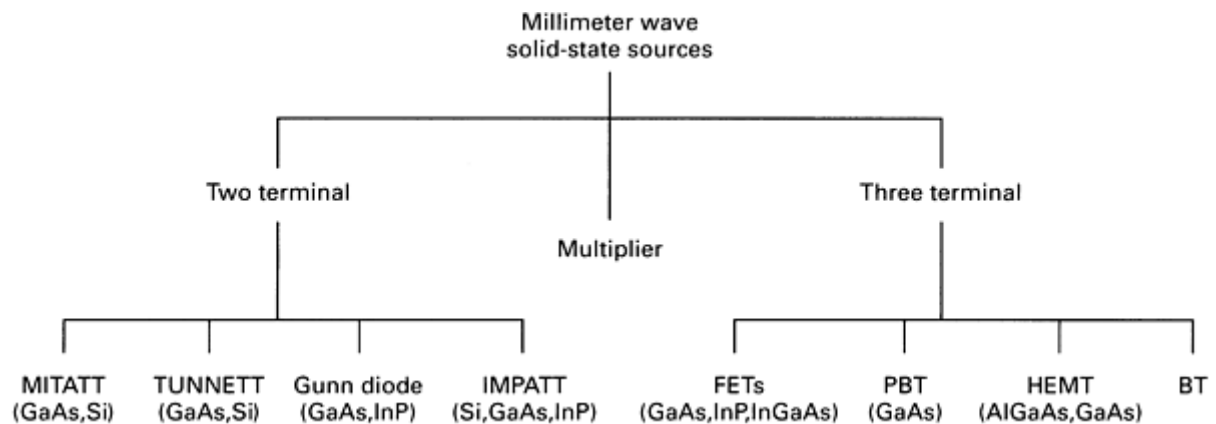 Millimeter wave
solid-state sources
Two terminal
Three terminal
Multiplier
MITATT
(GaAs,Si)
TUNNETT
(GaAs,Si)
Gunn diode
(GaAs,InP)
IMPATT
(Si,GaAs,InP)
FETs
(GaAs,InP,InGaAs)
PBT
(GaAs)
HEMT
(AlGaAs,GaAs)
BT